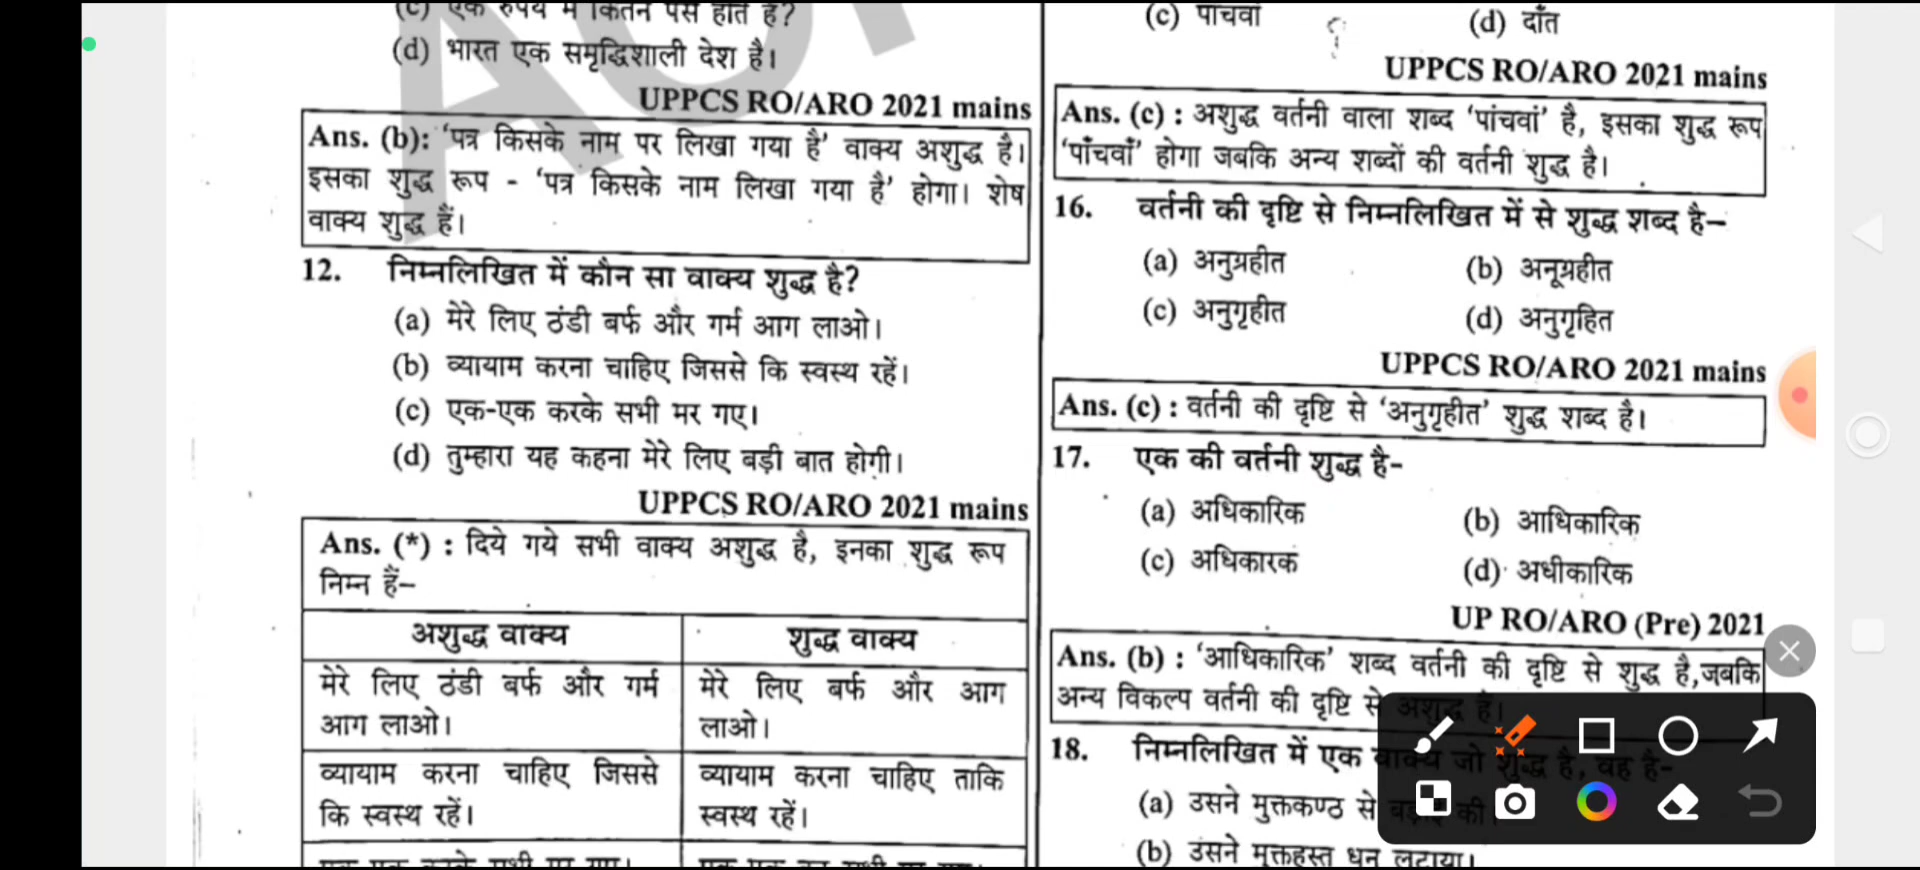 (c) एक रुपये में कितने पैसे होते हैं?
(d) भारत एक समृद्धिशाली देश है।
UPPCS RO/ARO 2021 mains
Ans. (b): ‘पत्र किसके नाम पर लिखा गया है’ वाक्य अशुद्ध है।
इसका शुद्ध रूप - ‘पत्र किसके नाम लिखा गया है’ होगा। शेष
वाक्य शुद्ध हैं।
12. निम्नलिखित में कौन सा वाक्य शुद्ध है?
(a) मेरे लिए ठंडी बर्फ और गर्म आग लाओ।
(b) व्यायाम करना चाहिए जिससे कि स्वस्थ रहें।
(c) एक-एक करके सभी मर गए।
(d) तुम्हारा यह कहना मेरे लिए बड़ी बात होगी।
UPPCS RO/ARO 2021 mains
Ans. (*) : दिये गये सभी वाक्य अशुद्ध है, इनका शुद्ध रूप
निम्न हैं–
अशुद्ध वाक्य शुद्ध वाक्य
मेरे लिए ठंडी बर्फ और गर्म
आग लाओ।
मेरे लिए बर्फ और आग
लाओ।
व्यायाम करना चाहिए जिससे
कि स्वस्थ रहें।
व्यायाम करना चाहिए ताकि
स्वस्थ रहें।
(c) पांचवां (d) दाँत
UPPCS RO/ARO 2021 mains
Ans. (c) : अशुद्ध वर्तनी वाला शब्द ‘पांचवां’ है, इसका शुद्ध रूप
‘पाँचवाँ’ होगा जबकि अन्य शब्दों की वर्तनी शुद्ध है।
16. वर्तनी की दृष्टि से निम्नलिखित में से शुद्ध शब्द है–
(a) अनुग्रहीत (b) अनूग्रहीत
(c) अनुगृहीत (d) अनुगृहित
UPPCS RO/ARO 2021 mains
Ans. (c) : वर्तनी की दृष्टि से ‘अनुगृहीत’ शुद्ध शब्द है।
17. एक की वर्तनी शुद्ध है-
(a) अधिकारिक (b) आधिकारिक
(c) अधिकारक (d) अधीकारिक
UP RO/ARO (Pre) 2021
Ans. (b) : ‘आधिकारिक’ शब्द वर्तनी की दृष्टि से शुद्ध है,जबकि
अन्य विकल्प वर्तनी की दृष्टि से अशुद्ध है।
18. निम्नलिखित में एक वाक्य जो शुद्ध है, वह है-
(a) उसने मुक्तकण्ठ से बड़ाई की
(b) उसने मुक्तहस्त धन लुटाया।